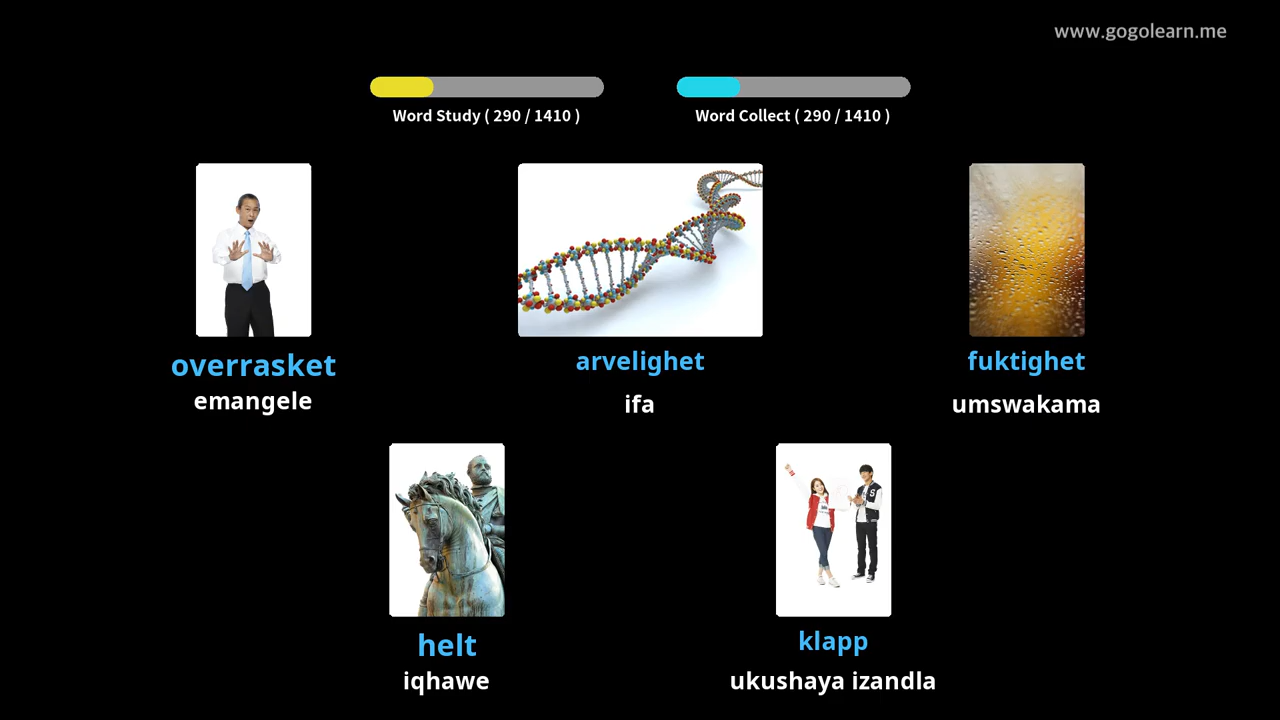 www.gogolearn.me
Word Study ( 290 / 1410 )
Word Collect ( 290 / 1410 )
overrasket
emangele
arvelighet
ifa
fuktighet
umswakama
helt
iqhawe
klapp
ukushaya izandla